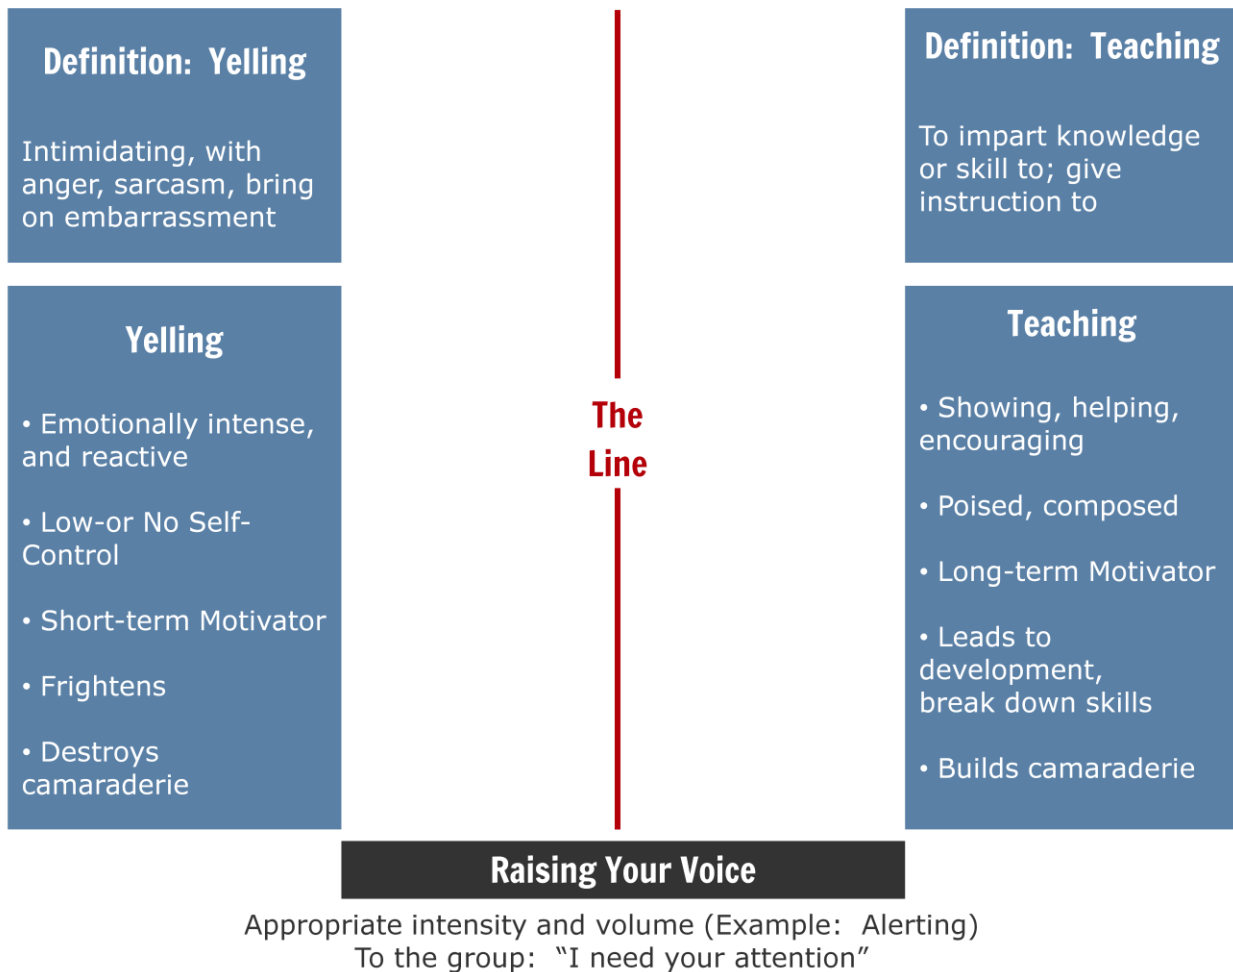 Definition:  Yelling
Intimidating, with
anger, sarcasm, bring
on embarrassment
Yelling
• Emotionally intense,
and reactive
• Low-or No Self-
Control
• Short-term Motivator
• Frightens
• Destroys
camaraderie
The
Line
Definition:  Teaching
To impart knowledge
or skill to; give
instruction to
Teaching
• Showing, helping,
encouraging
• Poised, composed
• Long-term Motivator
• Leads to
development,
break down skills
• Builds camaraderie
Raising Your Voice
Appropriate intensity and volume (Example:  Alerting)
To the group:  “I need your attention”